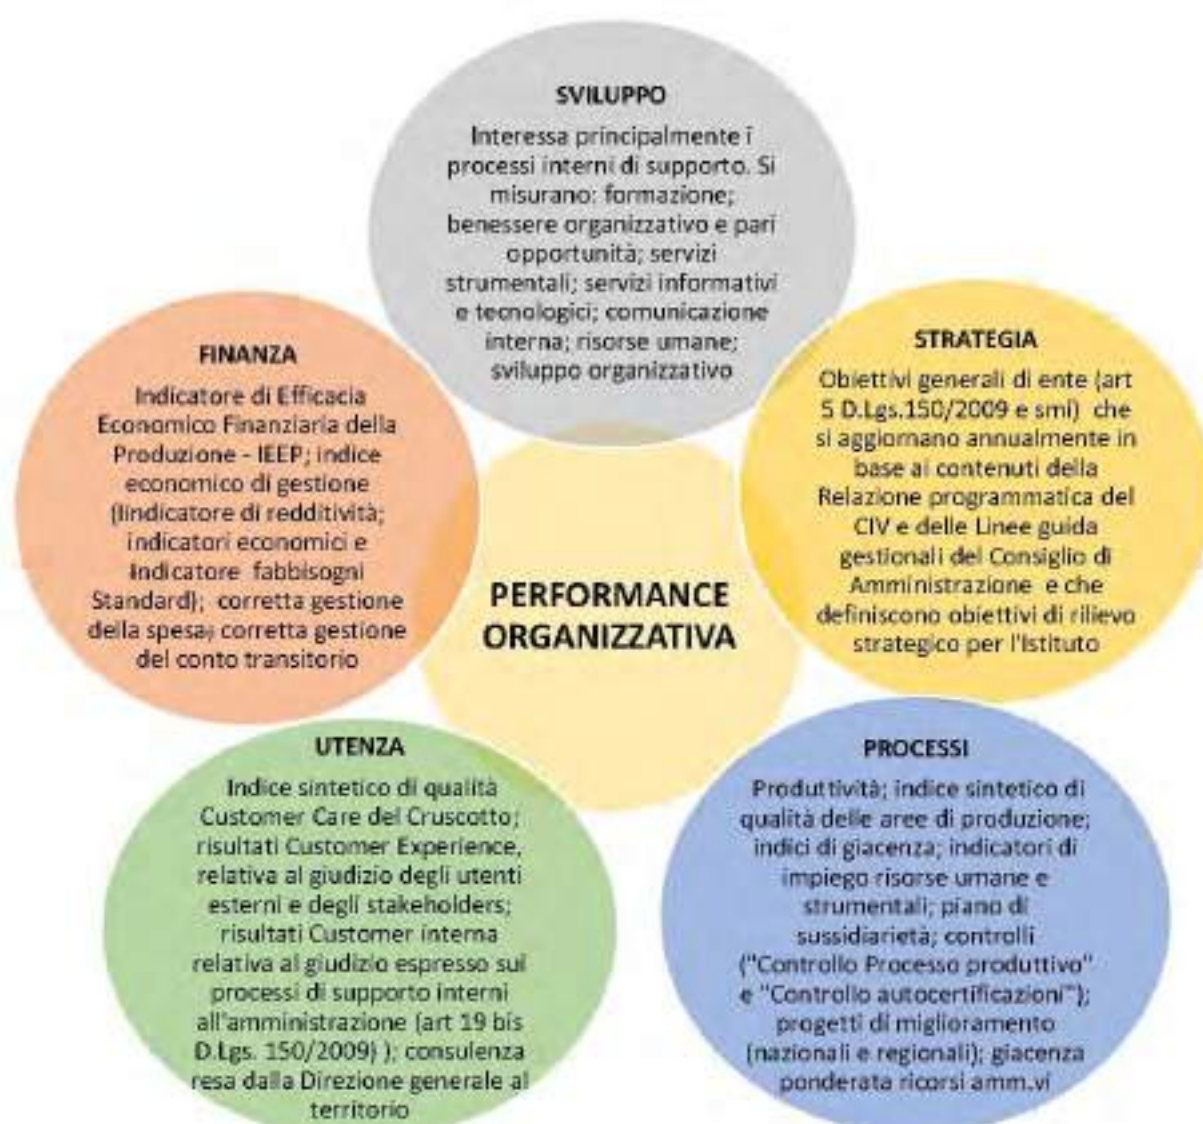 SVILUPPO
Interessa principalmente i
processi interni di supporto. Si
misurano: formazione;
benessere organizzativo e pari
opportunità; servizi
strumentali; servizi informativi
e tecnologici; comunicazione
interna; risorse umane;
sviluppo organizzativo
FINANZA
Indicatore di Efficacia
Economico Finanziaria della
Produzione - IEEP; indice
economico di gestione
(Iindicatore di redditività;
indicatori economici e
Indicatore fabbisogni
Standard); corretta gestione
della spesa; corretta gestione
del conto transitorio
STRATEGIA
Obiettivi generali di ente (art
5 D.Lgs.150/2009 e smi) che
si aggiornano annualmente in
base ai contenuti della
Relazione programmatica del
CIV e delle Linee guida
gestionali del Consiglio di
Amministrazione e che
definiscono obiettivi di rilievo
strategico per l'Istituto
PERFORMANCE
ORGANIZZATIVA
UTENZA
Indice sintetico di qualità
Customer Care del Cruscotto;
risultati Customer Experience,
relativa al giudizio degli utenti
esterni e degli stakeholders;
risultati Customer interna
relativa al giudizio espresso sui
processi di supporto interni
all'amministrazione (art 19 bis
D.Lgs. 150/2009) ); consulenza
resa dalla Direzione generale al
territorio
PROCESSI
Produttività; indice sintetico di
qualità delle aree di produzione;
indici di giacenza; indicatori di
impiego risorse umane e
strumentali; piano di
sussidiarietà; controlli
("Controllo Processo produttivo"
e "Controllo autocertificazioni");
progetti di miglioramento
(nazionali e regionali); giacenza
ponderata ricorsi amm.vi